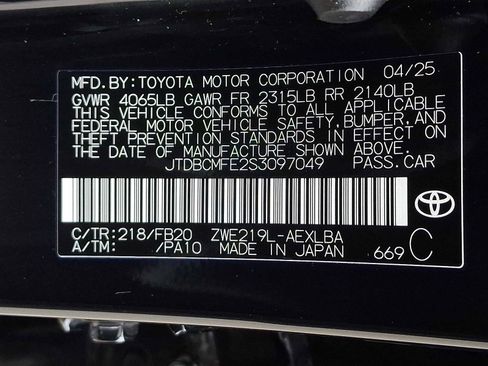 MFD.BY:TOYOTA MOTOR CORPORATION 04/25
GVWR 4065LB GAWR FR 2315LB RR 2140LB
THIS VEHICLE CONFORMS TO ALL APPLICABLE
FEDERAL MOTOR VEHICLE SAFETY,BUMPER,AND
THEFT PREVENTION STANDARDS IN EFFECT ON
THE DATE OF MANUFACTURE SHOWN ABOVE.
JTDBCMFE2S3097049 PASS.CAR
C/TR:218/FB20 ZWE219L-AEXLBA
A/TM: /PA10 MADE IN JAPAN 669 C